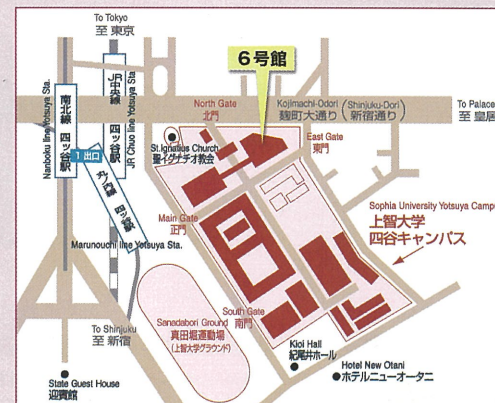 To Tokyo
至 東京
6号館
Nanboku line Yotsuya Sta.
南北線 四ッ谷駅
JR中央線 四ッ谷駅
JR Chuo line Yotsuya Sta
1 出口
丸ノ内線 四ッ谷駅
Marunouchi line Yotsuya Sta.
North Gate
北門
Kojimachi-Odori (Shinjuku-Dori)
麹町大通り (新宿通り)
To Palace
至 皇居
St.Ignatius Church
聖イグナチオ教会
East Gate
東門
Main Gate
正門
Sophia University Yotsuya Campus
上智大学
四谷キャンパス
South Gate
南門
Sanadabori Ground
真田堀運動場
(上智大学グラウンド)
To Shinjuku
至 新宿
Kioi Hall
紀尾井ホール
Hotel New Otani
ホテルニューオータニ
State Guest House
迎賓館